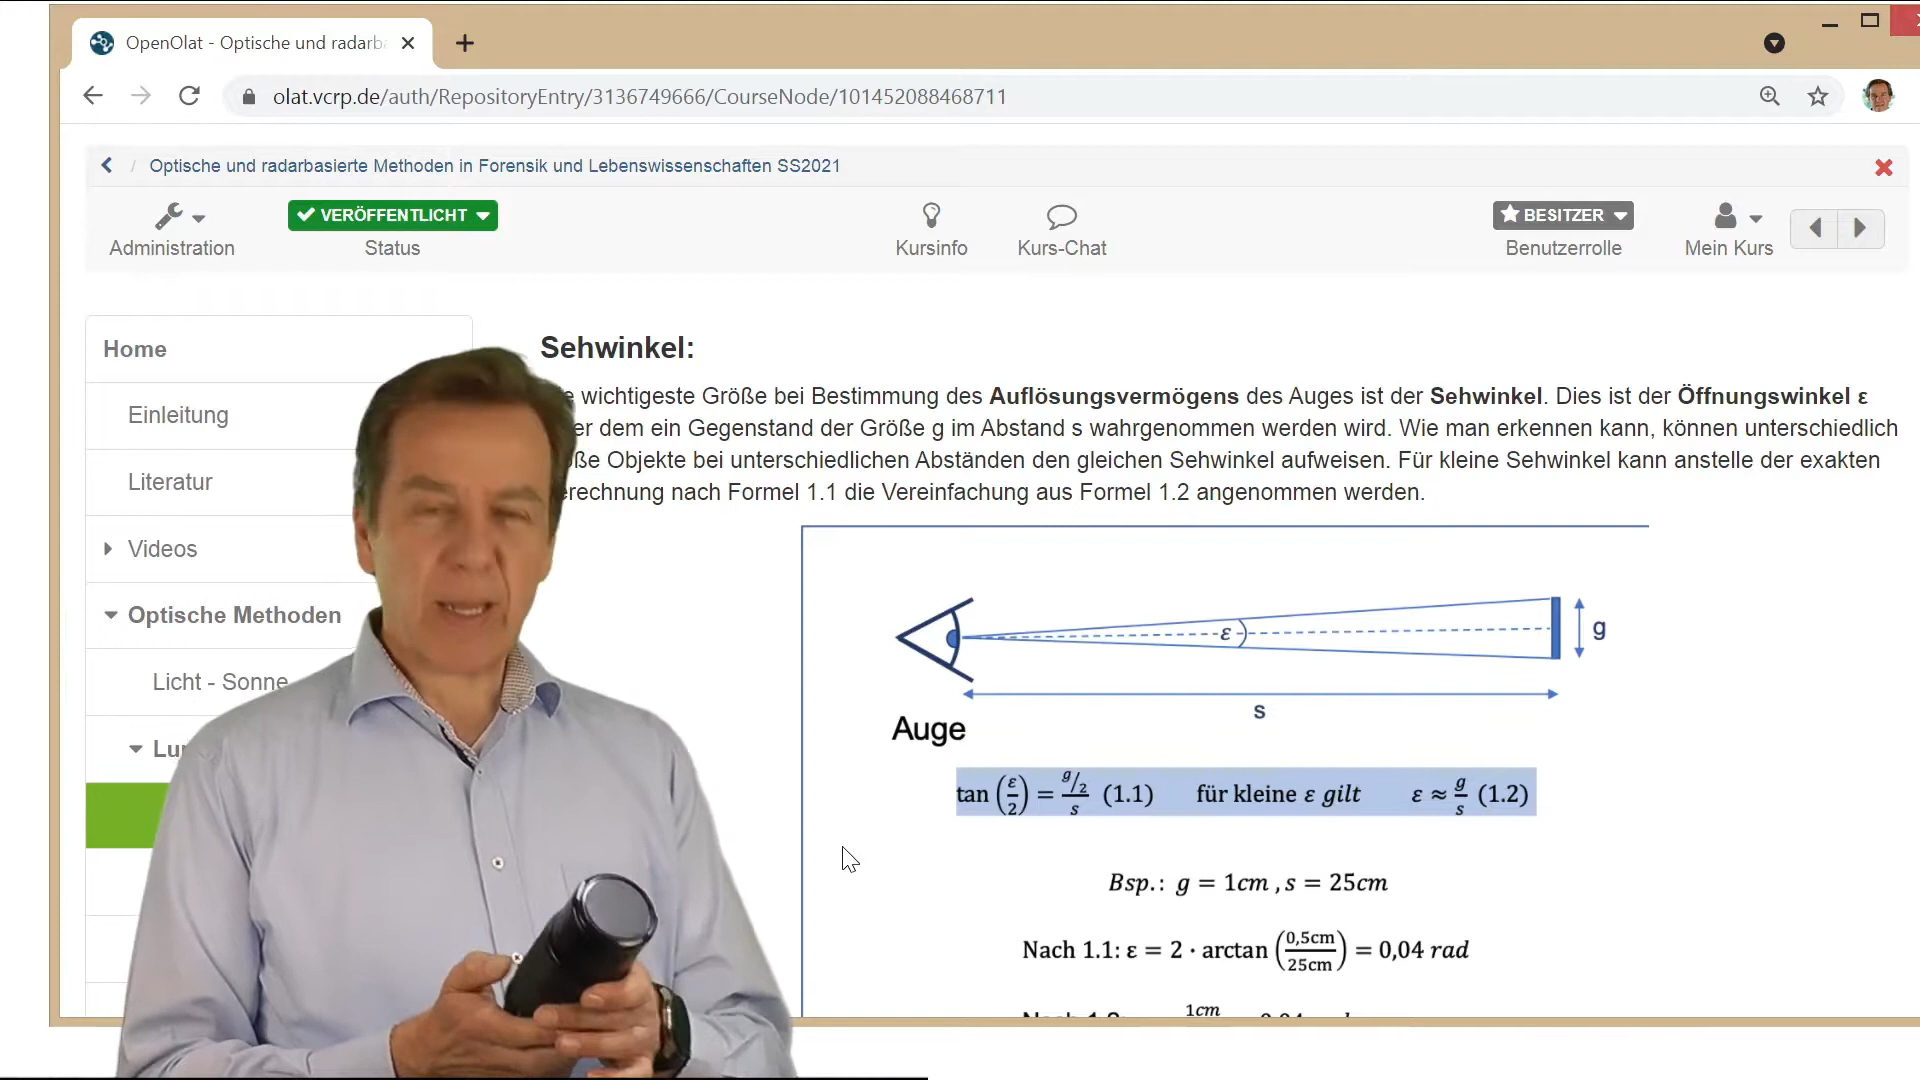 OpenOlat - Optische und radarb
olat.vcrp.de/auth/RepositoryEntry/3136749666/CourseNode/101452088468711
/ Optische und radarbasierte Methoden in Forensik und Lebenswissenschaften SS2021
VERÖFFENTLICHT
BESITZER
Administration
Status
Kursinfo
Kurs-Chat
Benutzerrolle
Mein Kurs
Home
Einleitung
Literatur
Videos
Optische Methoden
Licht - Sonne
Lu
Sehwinkel:
wichtigeste Größe bei Bestimmung des Auflösungsvermögens des Auges ist der Sehwinkel. Dies ist der Öffnungswinkel ε
er dem ein Gegenstand der Größe g im Abstand s wahrgenommen werden wird. Wie man erkennen kann, können unterschiedlich
ße Objekte bei unterschiedlichen Abständen den gleichen Sehwinkel aufweisen. Für kleine Sehwinkel kann anstelle der exakten
erechnung nach Formel 1.1 die Vereinfachung aus Formel 1.2 angenommen werden.
ε
g
s
Auge
tan (ε/2) = g/2 / s (1.1) für kleine ε gilt ε ≈ g/s (1.2)
Bsp.: g = 1cm , s = 25cm
Nach 1.1: ε = 2 · arctan (0,5cm/25cm) = 0,04 rad
1cm